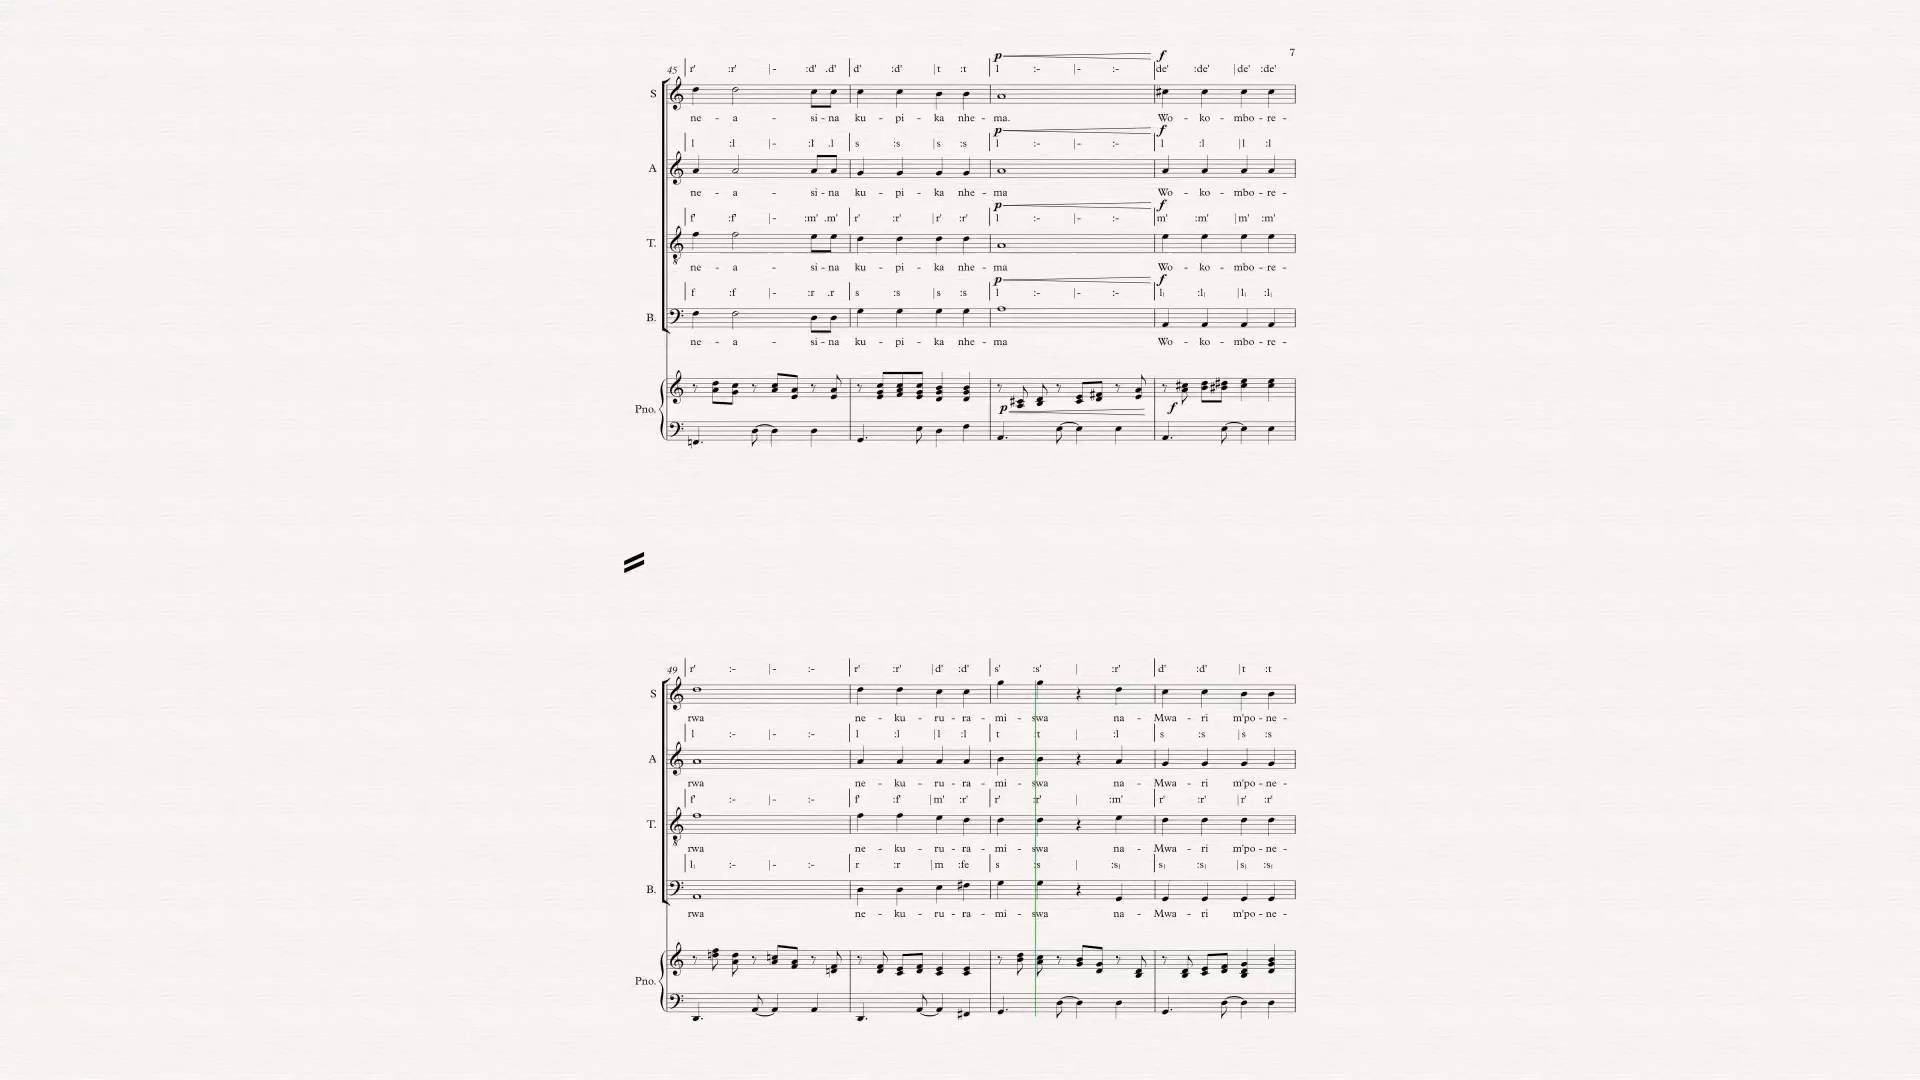 7
p f
45 r' :r' |- :d' .d' d' :d' |t :t l :- |- :- de' :de' |de' :de'
S
ne - a - si - na ku - pi - ka nhe - ma. Wo - ko - mbo - re -
p f
l :l |- :l .l s :s |s :s l :- |- :- l :l |l :l
A
ne - a - si - na ku - pi - ka nhe - ma Wo - ko - mbo - re -
p f
f' :f' |- :m' .m' r' :r' |r' :r' l :- |- :- m' :m' |m' :m'
T.
ne - a - si - na ku - pi - ka nhe - ma Wo - ko - mbo - re -
p f
f :f |- :r .r s :s |s :s l :- |- :- l| :l| |l| :l|
B.
ne - a - si - na ku - pi - ka nhe - ma Wo - ko - mbo - re -
Pno.
p f
49 r' :- |- :- r' :r' |d' :d' s' :s' | :r' d' :d' |t :t
S
rwa ne - ku - ru - ra - mi - swa na - Mwa - ri m'po - ne -
l :- |- :- l :l |l :l t :t | :l s :s |s :s
A
rwa ne - ku - ru - ra - mi - swa na - Mwa - ri m'po - ne -
f' :- |- :- f' :f' |m' :r' r' :r' | :m' r' :r' |r' :r'
T.
rwa ne - ku - ru - ra - mi - swa na - Mwa - ri m'po - ne -
l| :- |- :- r :r |m :fe s :s | :s| s| :s| |s| :s|
B.
rwa ne - ku - ru - ra - mi - swa na - Mwa - ri m'po - ne -
Pno.